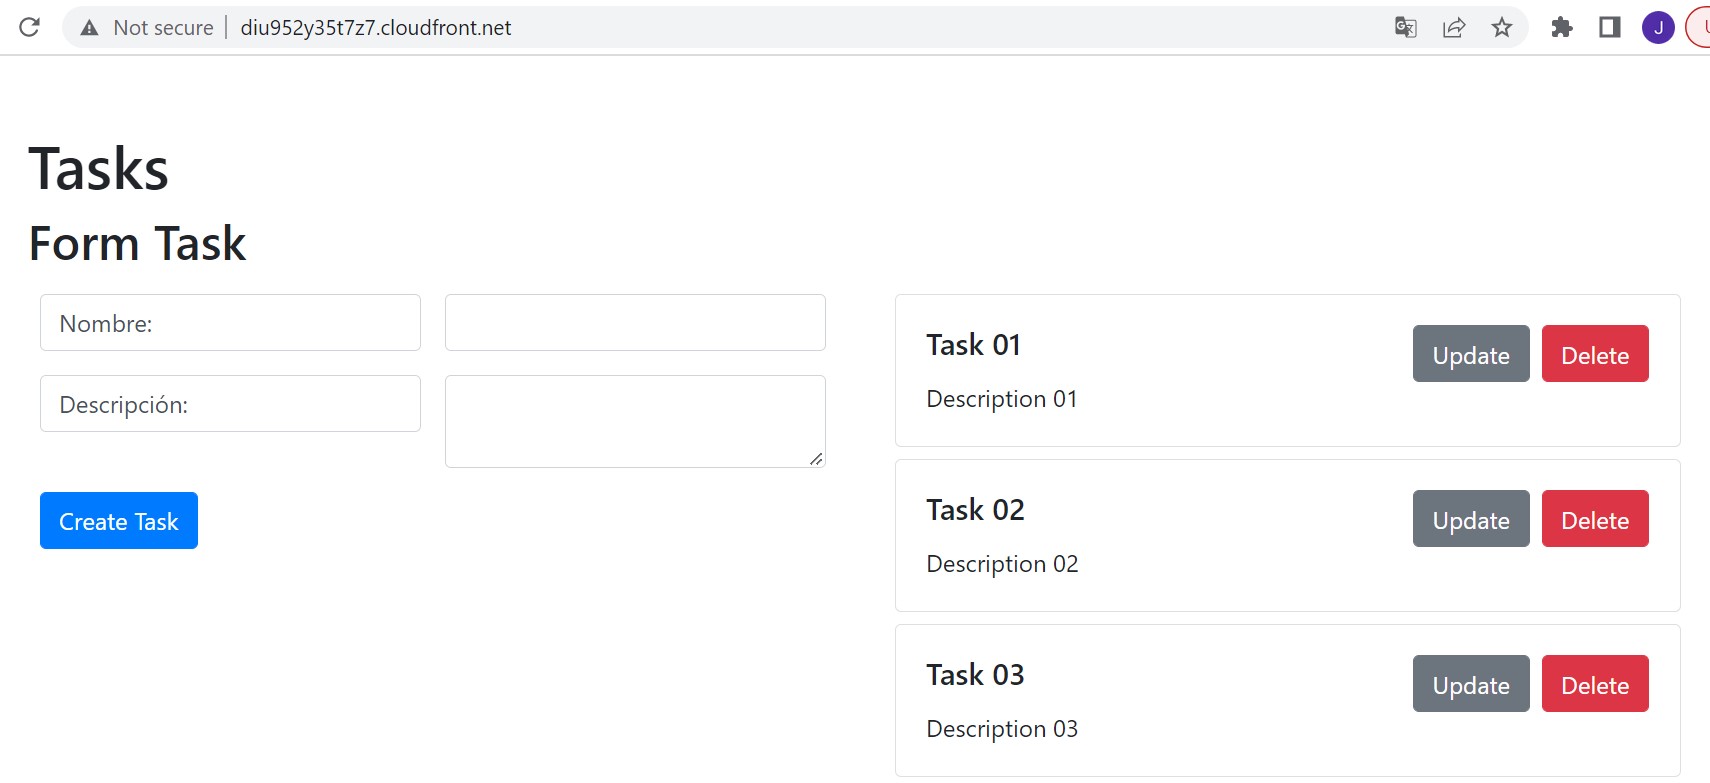 Not secure | diu952y35t7z7.cloudfront.net
J
Tasks
Form Task
Nombre:
Descripción:
Create Task
Task 01
Update Delete
Description 01
Task 02
Update Delete
Description 02
Task 03
Update Delete
Description 03